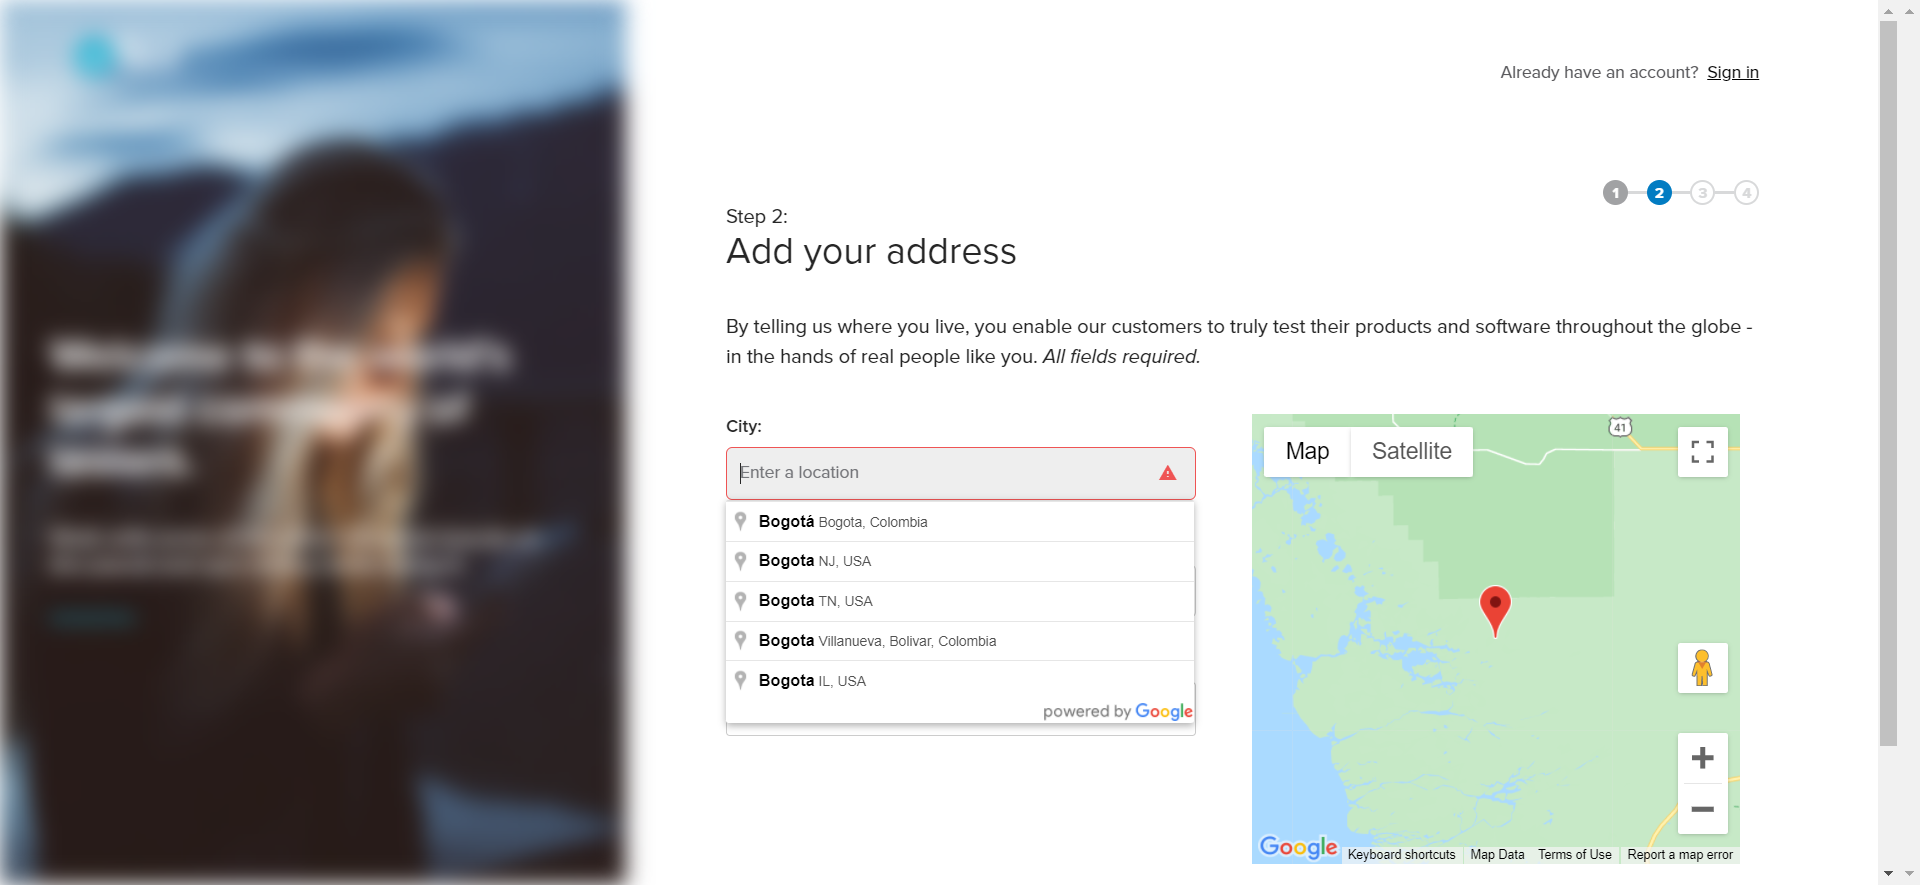 Already have an account? Sign in
1 2 3 4
Step 2:
Add your address
By telling us where you live, you enable our customers to truly test their products and software throughout the globe -
in the hands of real people like you. All fields required.
City:
Enter a location
Bogotá Bogota, Colombia
Bogota NJ, USA
Bogota TN, USA
Bogota Villanueva, Bolivar, Colombia
Bogota IL, USA
powered by Google
Map Satellite
41
Google
Keyboard shortcuts Map Data Terms of Use Report a map error